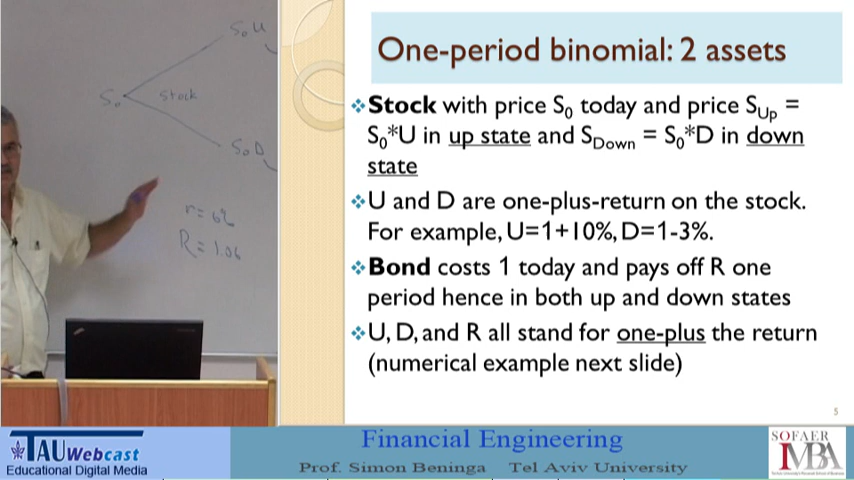 S₀U
S₀
Stock
S₀D
r = 6%
R = 1.06
One-period binomial: 2 assets
❖Stock with price S₀ today and price S_Up =
S₀*U in up state and S_Down = S₀*D in down
state
❖U and D are one-plus-return on the stock.
For example, U=1+10%, D=1-3%.
❖Bond costs 1 today and pays off R one
period hence in both up and down states
❖U, D, and R all stand for one-plus the return
(numerical example next slide)
5
TAUWebcast
Educational Digital Media
Financial Engineering
Prof. Simon Beninga Tel Aviv University
SOFAER
IMBA